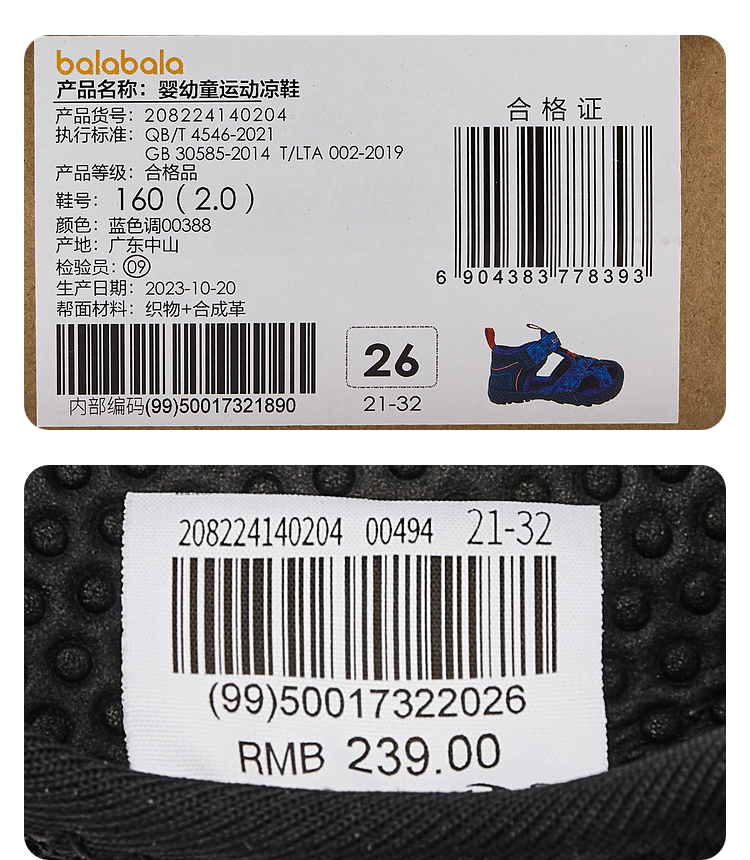 balabala
产品名称：婴幼童运动凉鞋
产品货号：208224140204
执行标准：QB/T 4546-2021
GB 30585-2014 T/LTA 002-2019
产品等级：合格品
鞋号：160（2.0）
颜色：蓝色调00388
产地：广东中山
检验员：09
生产日期：2023-10-20
帮面材料：织物+合成革
内部编码(99)50017321890
26
21-32
合格证
6 904383 778393
208224140204 00494 21-32
(99)50017322026
RMB 239.00